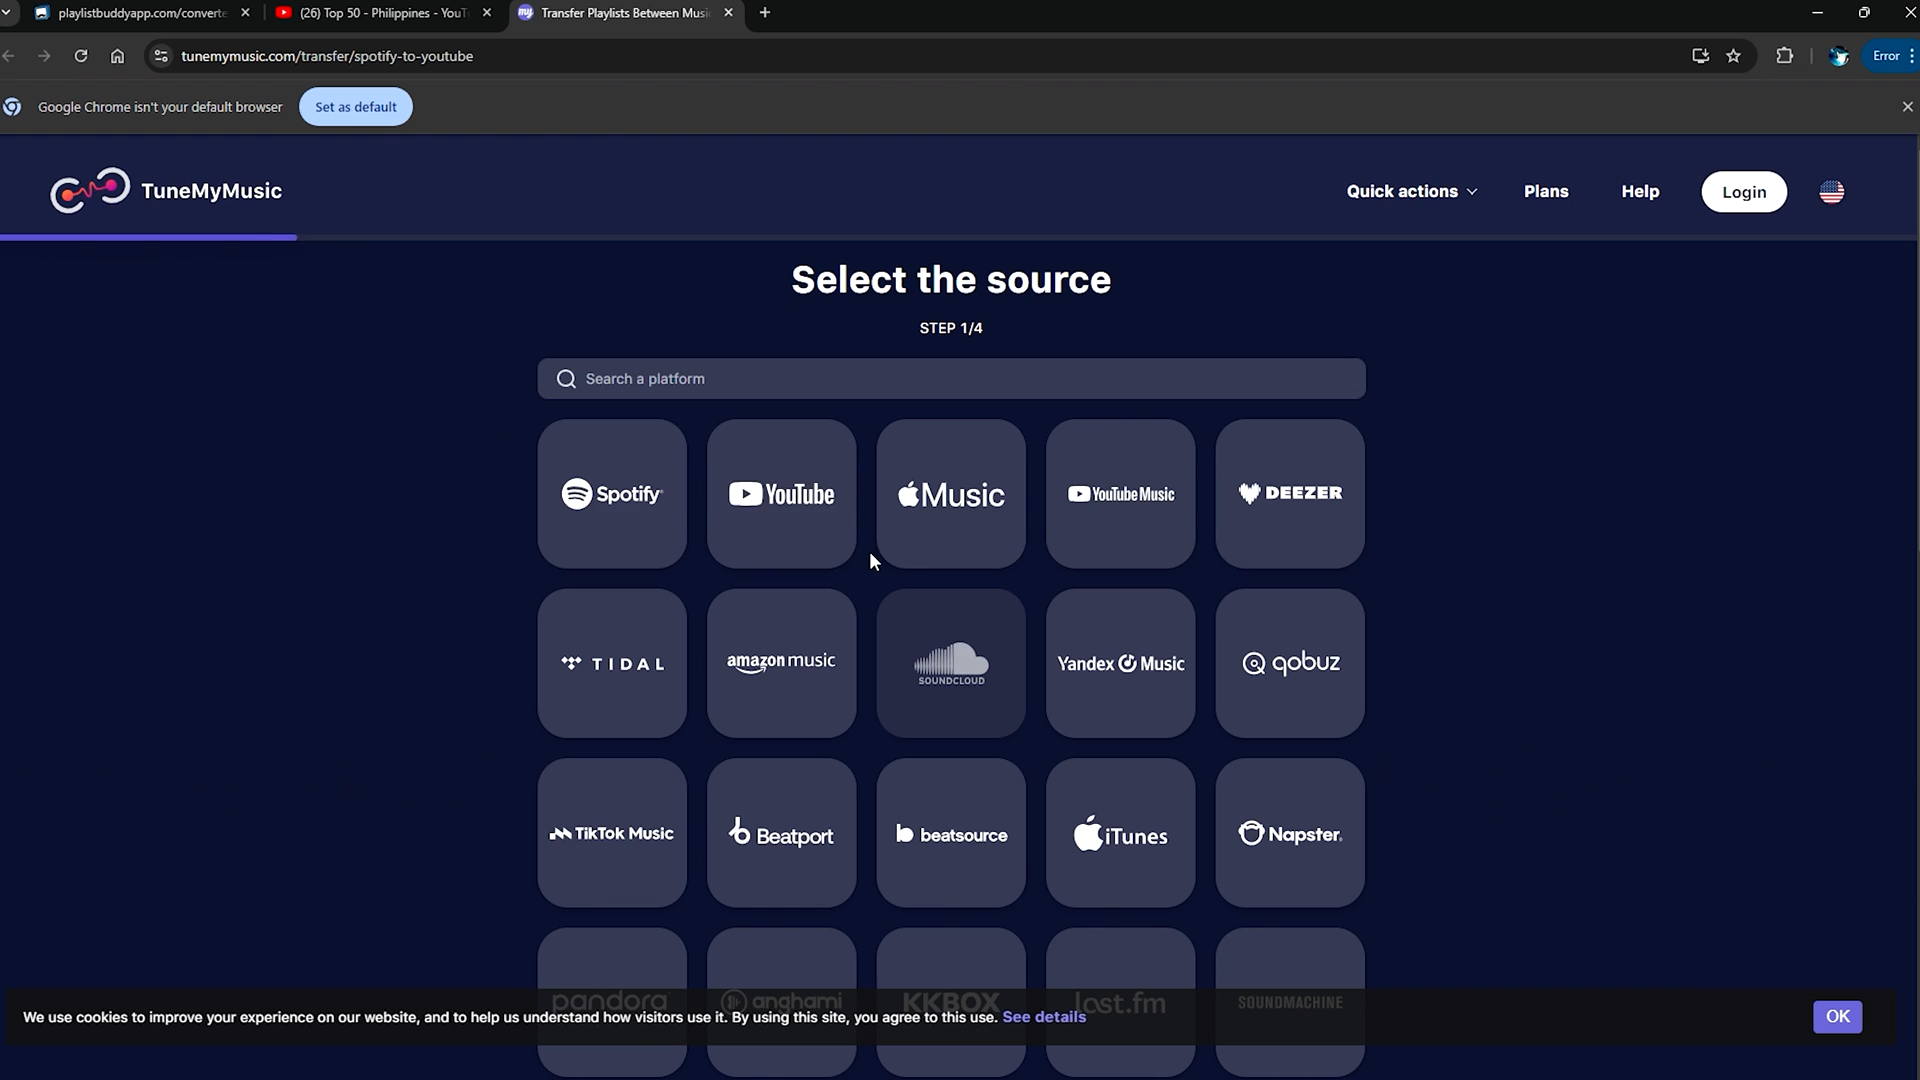 playlistbuddyapp.com/converte
(26) Top 50 - Philippines - YouT
Transfer Playlists Between Musi
tunemymusic.com/transfer/spotify-to-youtube
Error
Google Chrome isn't your default browser
Set as default
TuneMyMusic
Quick actions
Plans
Help
Login
Select the source
STEP 1/4
Search a platform
Spotify
YouTube
Music
YouTube Music
DEEZER
TIDAL
amazon music
SOUNDCLOUD
Yandex Music
qobuz
TikTok Music
Beatport
beatsource
iTunes
Napster
pandora
anghami
KKBOX
last.fm
SOUNDMACHINE
We use cookies to improve your experience on our website, and to help us understand how visitors use it. By using this site, you agree to this use. See details
OK